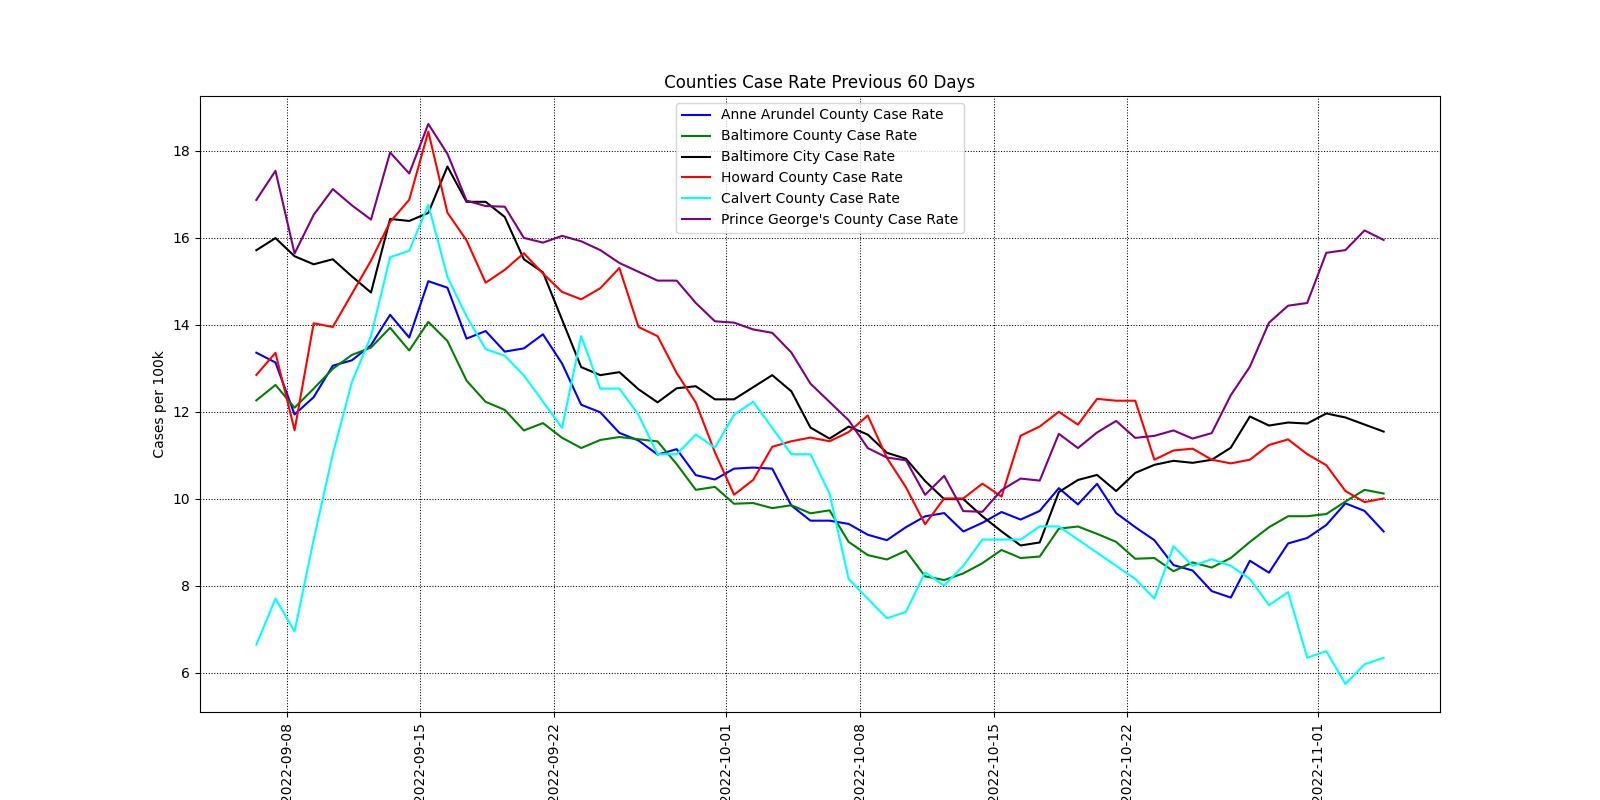 Counties Case Rate Previous 60 Days
Anne Arundel County Case Rate
Baltimore County Case Rate
Baltimore City Case Rate
Howard County Case Rate
Calvert County Case Rate
Prince George's County Case Rate
Cases per 100k
18
16
14
12
10
8
6
2022-09-08
2022-09-15
2022-09-22
2022-10-01
2022-10-08
2022-10-15
2022-10-22
2022-11-01